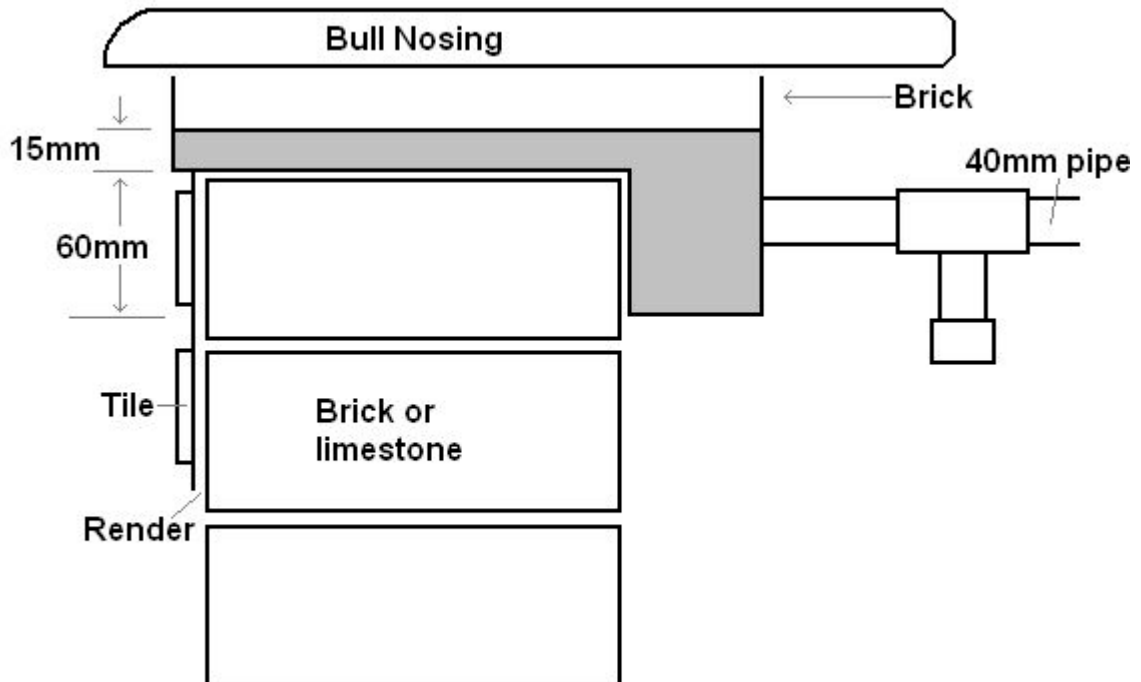 Bull Nosing
Brick
15mm
40mm pipe
60mm
Tile
Brick or
limestone
Render